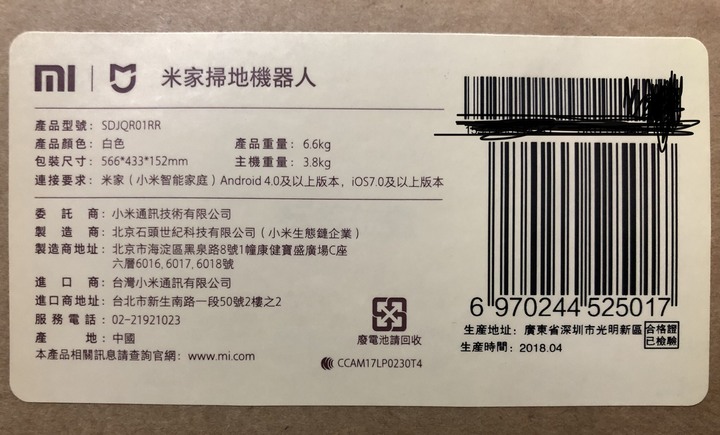 mi 米家掃地機器人
產品型號：SDJQR01RR
產品顏色：白色 產品重量：6.6kg
包裝尺寸：566*433*152mm 主機重量：3.8kg
連接要求：米家（小米智能家庭）Android 4.0及以上版本，iOS7.0及以上版本
委託商：小米通訊技術有限公司
製造商：北京石頭世紀科技有限公司（小米生態鏈企業）
製造商地址：北京市海淀區黑泉路8號1幢康健寶盛廣場C座
六層6016, 6017, 6018號
進口商：台灣小米通訊有限公司
進口商地址：台北市新生南路一段50號2樓之2
服務電話：02-21921023
產地：中國
本產品相關訊息請查詢官網：www.mi.com
廢電池請回收
CCAM17LP0230T4
6 970244 525017
生產地址：廣東省深圳市光明新區
合格證
已檢驗
生產時間：2018.04